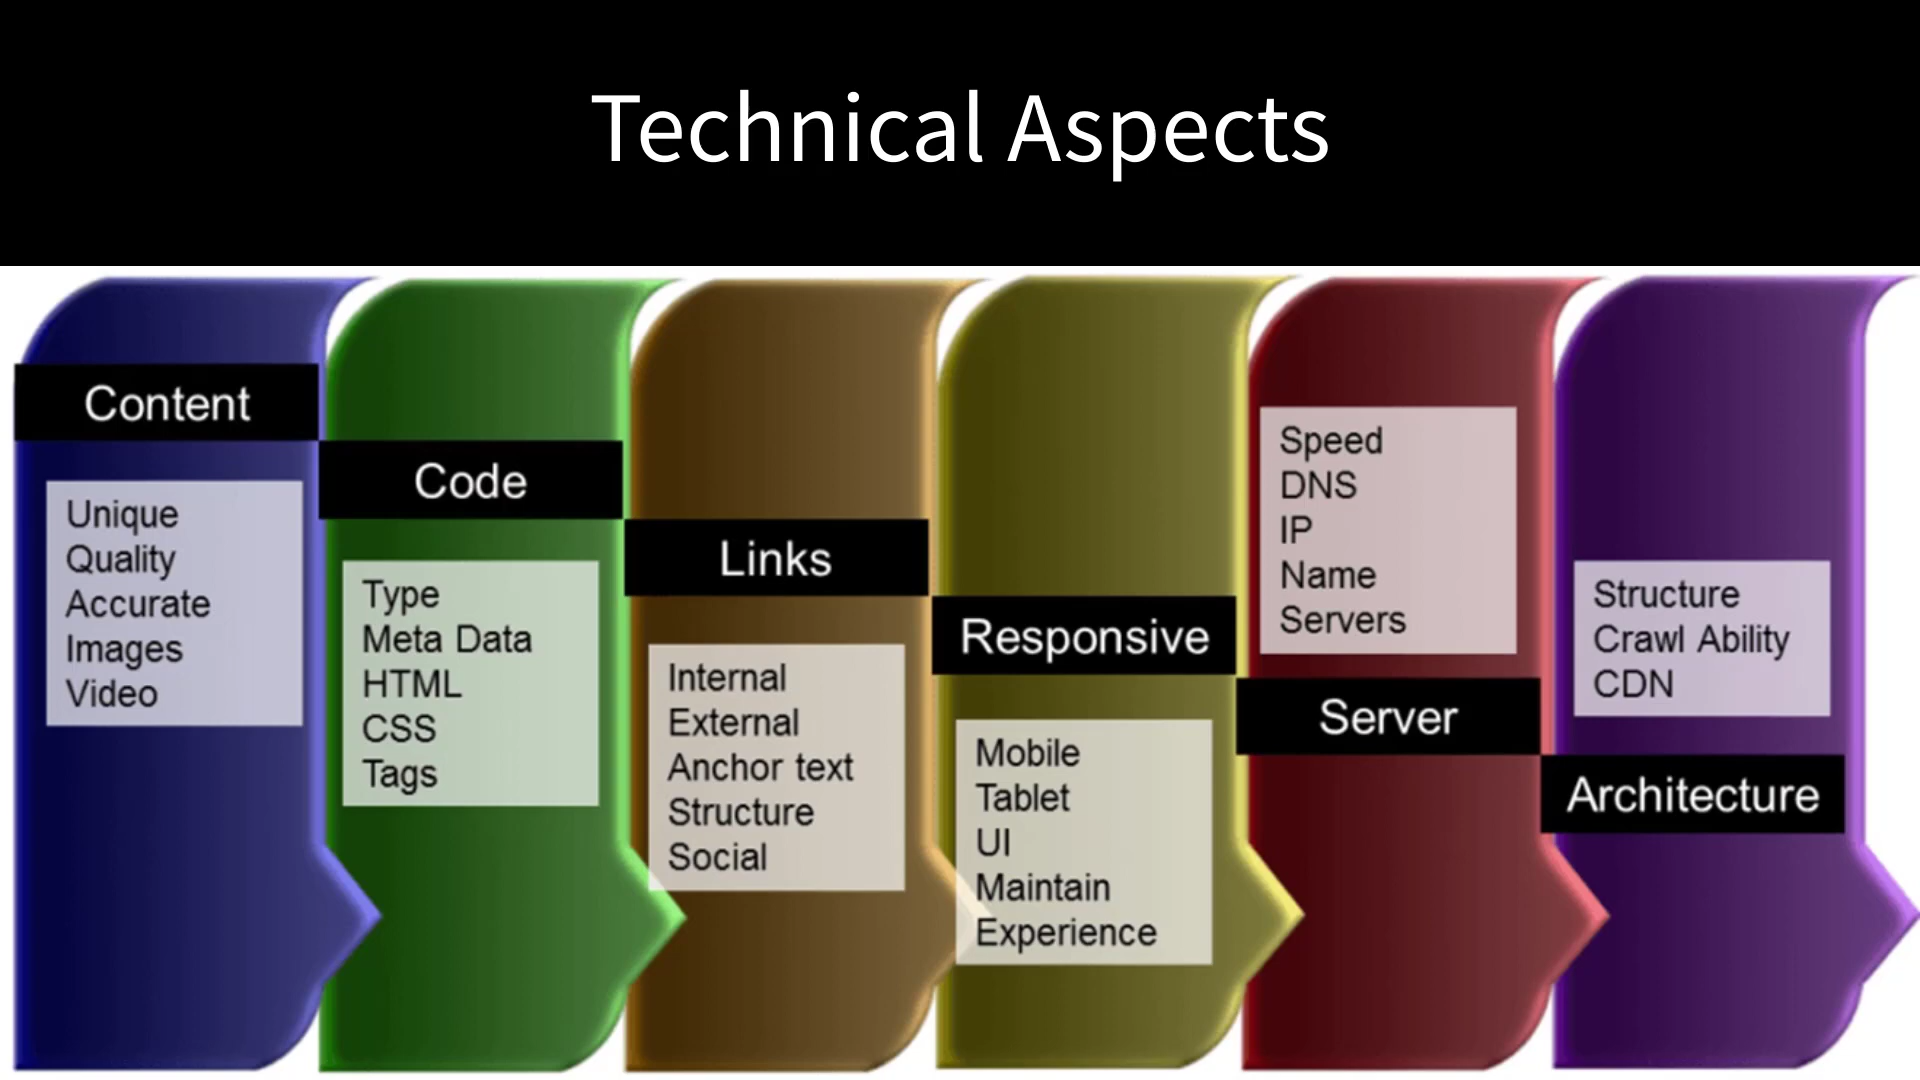 Technical Aspects
Content
Unique
Quality
Accurate
Images
Video
Code
Type
Meta Data
HTML
CSS
Tags
Links
Internal
External
Anchor text
Structure
Social
Responsive
Mobile
Tablet
UI
Maintain
Experience
Speed
DNS
IP
Name
Servers
Server
Structure
Crawl Ability
CDN
Architecture